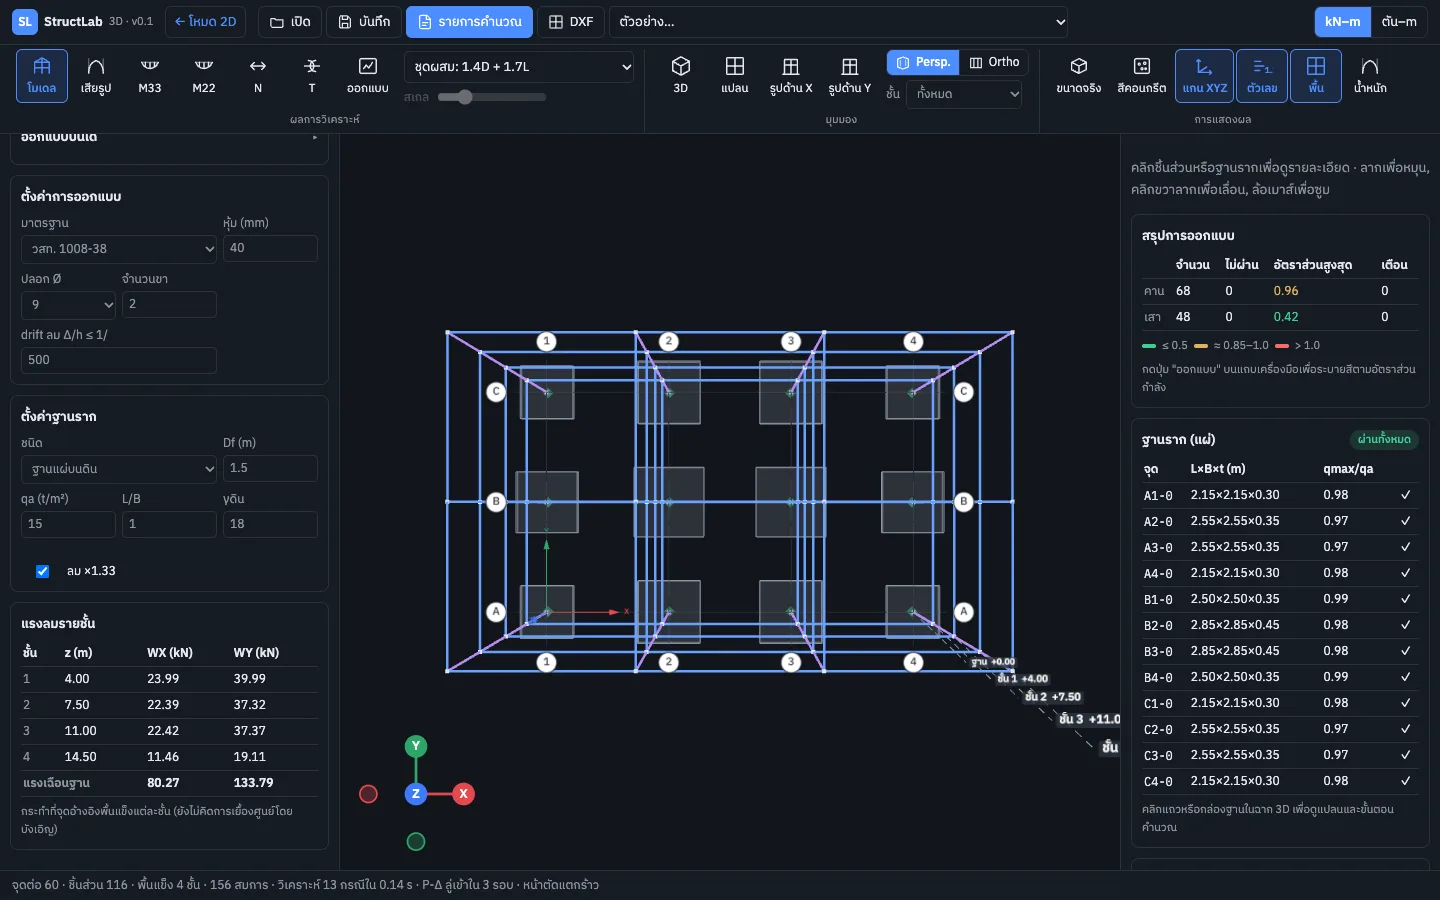 SL StructLab 3D · v0.1 ← โหมด 2D เปิด บันทึก รายการคำนวณ DXF ตัวอย่าง... kN–m ตัน–m
โมเดล เสียรูป M33 M22 N T ออกแบบ ชุดผสม: 1.4D + 1.7L
สเกล
ผลการวิเคราะห์
3D แปลน รูปด้าน X รูปด้าน Y Persp. Ortho
ชั้น ทั้งหมด
มุมมอง
ขนาดจริง สีคอนกรีต แกน XYZ ตัวเลข พื้น น้ำหนัก
การแสดงผล
ออกแบบบันได
ตั้งค่าการออกแบบ
มาตรฐาน หุ้ม (mm)
วสท. 1008-38 40
ปลอก Ø จำนวนขา
9 2
drift ลม Δ/h ≤ 1/
500
ตั้งค่าฐานราก
ชนิด Df (m)
ฐานแผ่บนดิน 1.5
qa (t/m²) L/B γดิน
15 1 18
ลม ×1.33
แรงลมรายชั้น
ชั้น z (m) WX (kN) WY (kN)
1 4.00 23.99 39.99
2 7.50 22.39 37.32
3 11.00 22.42 37.37
4 14.50 11.46 19.11
แรงเฉือนฐาน 80.27 133.79
กระทำที่จุดอ้างอิงพื้นแข็งแต่ละชั้น (ยังไม่คิดการเยื้องศูนย์โดย
บังเอิญ)
1 2 3 4
C C
B B
A X A
1 2 3 4
ฐาน +0.00
ชั้น 1 +4.00
ชั้น 2 +7.50
ชั้น 3 +11.0
ชั้น
Y
Z X
คลิกชิ้นส่วนหรือฐานรากเพื่อดูรายละเอียด · ลากเพื่อหมุน,
คลิกขวาลากเพื่อเลื่อน, ล้อเมาส์เพื่อซูม
สรุปการออกแบบ
จำนวน ไม่ผ่าน อัตราส่วนสูงสุด เตือน
คาน 68 0 0.96 0
เสา 48 0 0.42 0
≤ 0.5 ≈ 0.85–1.0 > 1.0
กดปุ่ม "ออกแบบ" บนแถบเครื่องมือเพื่อระบายสีตามอัตราส่วน
กำลัง
ฐานราก (แผ่) ผ่านทั้งหมด
จุด L×B×t (m) qmax/qa
A1-0 2.15×2.15×0.30 0.98 ✓
A2-0 2.55×2.55×0.35 0.97 ✓
A3-0 2.55×2.55×0.35 0.97 ✓
A4-0 2.15×2.15×0.30 0.98 ✓
B1-0 2.50×2.50×0.35 0.99 ✓
B2-0 2.85×2.85×0.45 0.98 ✓
B3-0 2.85×2.85×0.45 0.98 ✓
B4-0 2.50×2.50×0.35 0.99 ✓
C1-0 2.15×2.15×0.30 0.98 ✓
C2-0 2.55×2.55×0.35 0.97 ✓
C3-0 2.55×2.55×0.35 0.97 ✓
C4-0 2.15×2.15×0.30 0.98 ✓
คลิกแถวหรือกล่องฐานในฉาก 3D เพื่อดูแปลนและขั้นตอน
คำนวณ
จุดต่อ 60 · ชิ้นส่วน 116 · พื้นแข็ง 4 ชั้น · 156 สมการ · วิเคราะห์ 13 กรณีใน 0.14 s · P-Δ ลู่เข้าใน 3 รอบ · หน้าตัดแตกร้าว